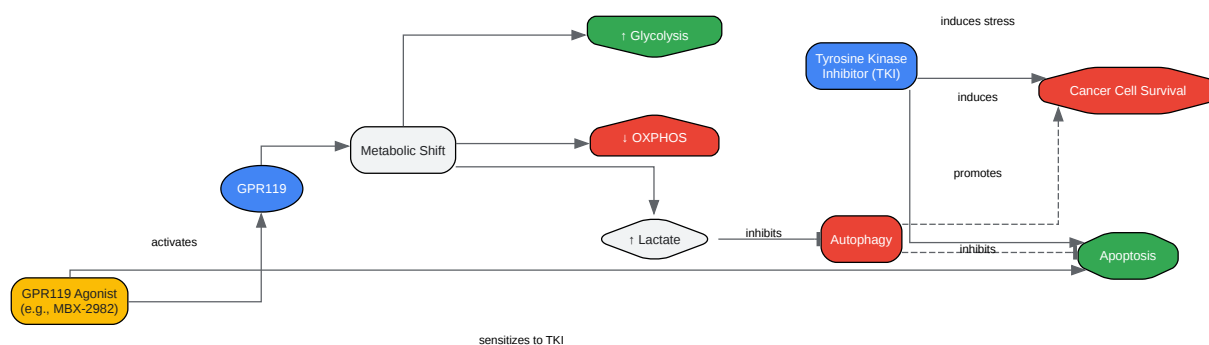 induces stress
↑ Glycolysis
Tyrosine Kinase
Inhibitor (TKI)
Cancer Cell Survival
induces
↓ OXPHOS
Metabolic Shift
promotes
GPR119
activates
↑ Lactate
inhibits
Autophagy
inhibits
Apoptosis
GPR119 Agonist
(e.g., MBX-2982)
sensitizes to TKI